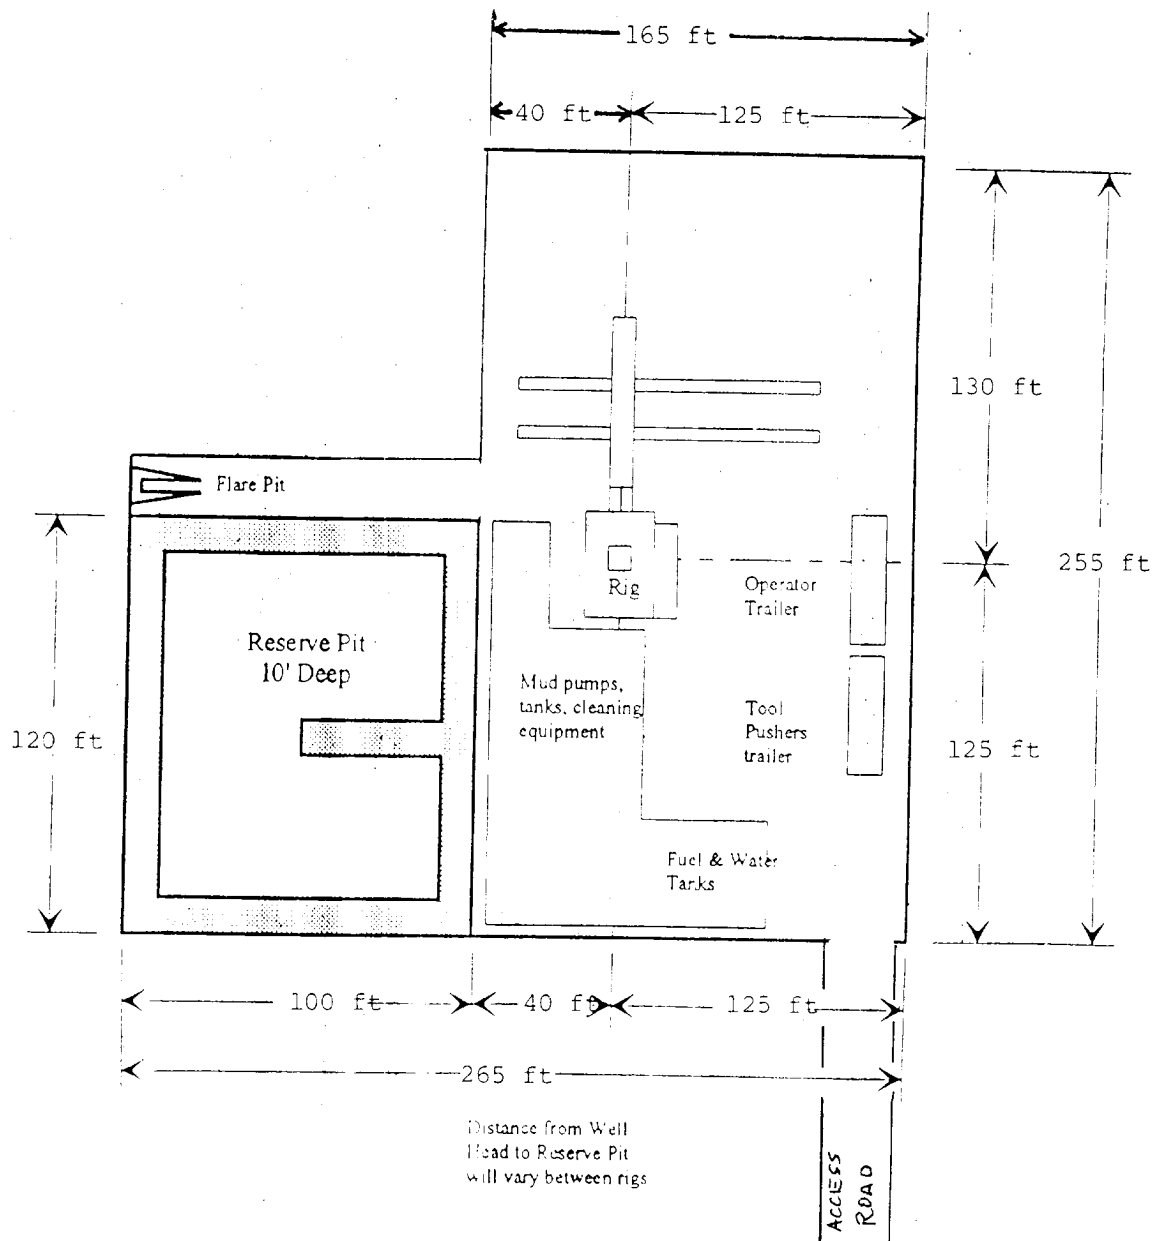 165 ft
40 ft
125 ft
130 ft
Flare Pit
255 ft
Rig
Operator
Trailer
Reserve Pit
10' Deep
Mud pumps,
tanks, cleaning
equipment
Tool
Pushers
trailer
120 ft
125 ft
Fuel & Water
Tanks
100 ft
40 ft
125 ft
265 ft
Distance from Well
Head to Reserve Pit
will vary between rigs
ACCESS
ROAD